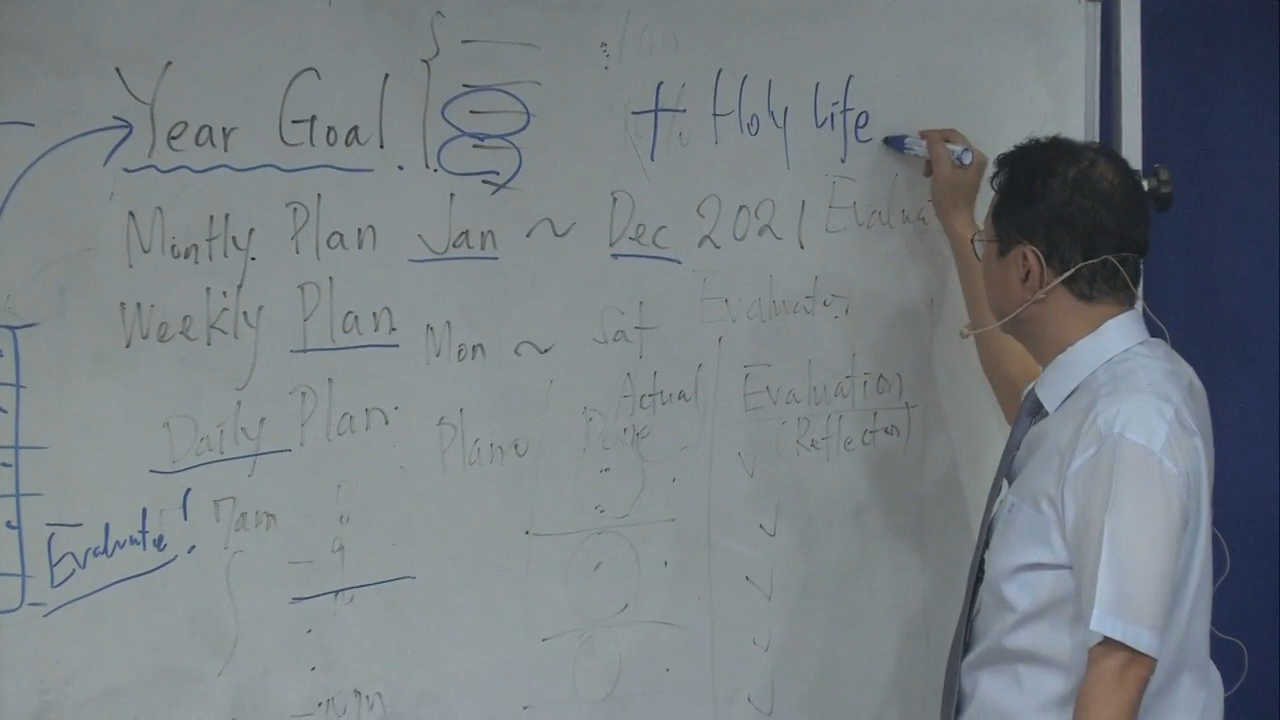 Year Goal. + Holy Life
Montly. Plan Jan ~ Dec 2021 Evalua
Weekly Plan Mon ~ Sat Evaluation
Daily Plan Plan Actual Evaluation
Done (Reflection)
7am
- 9
Evaluate!